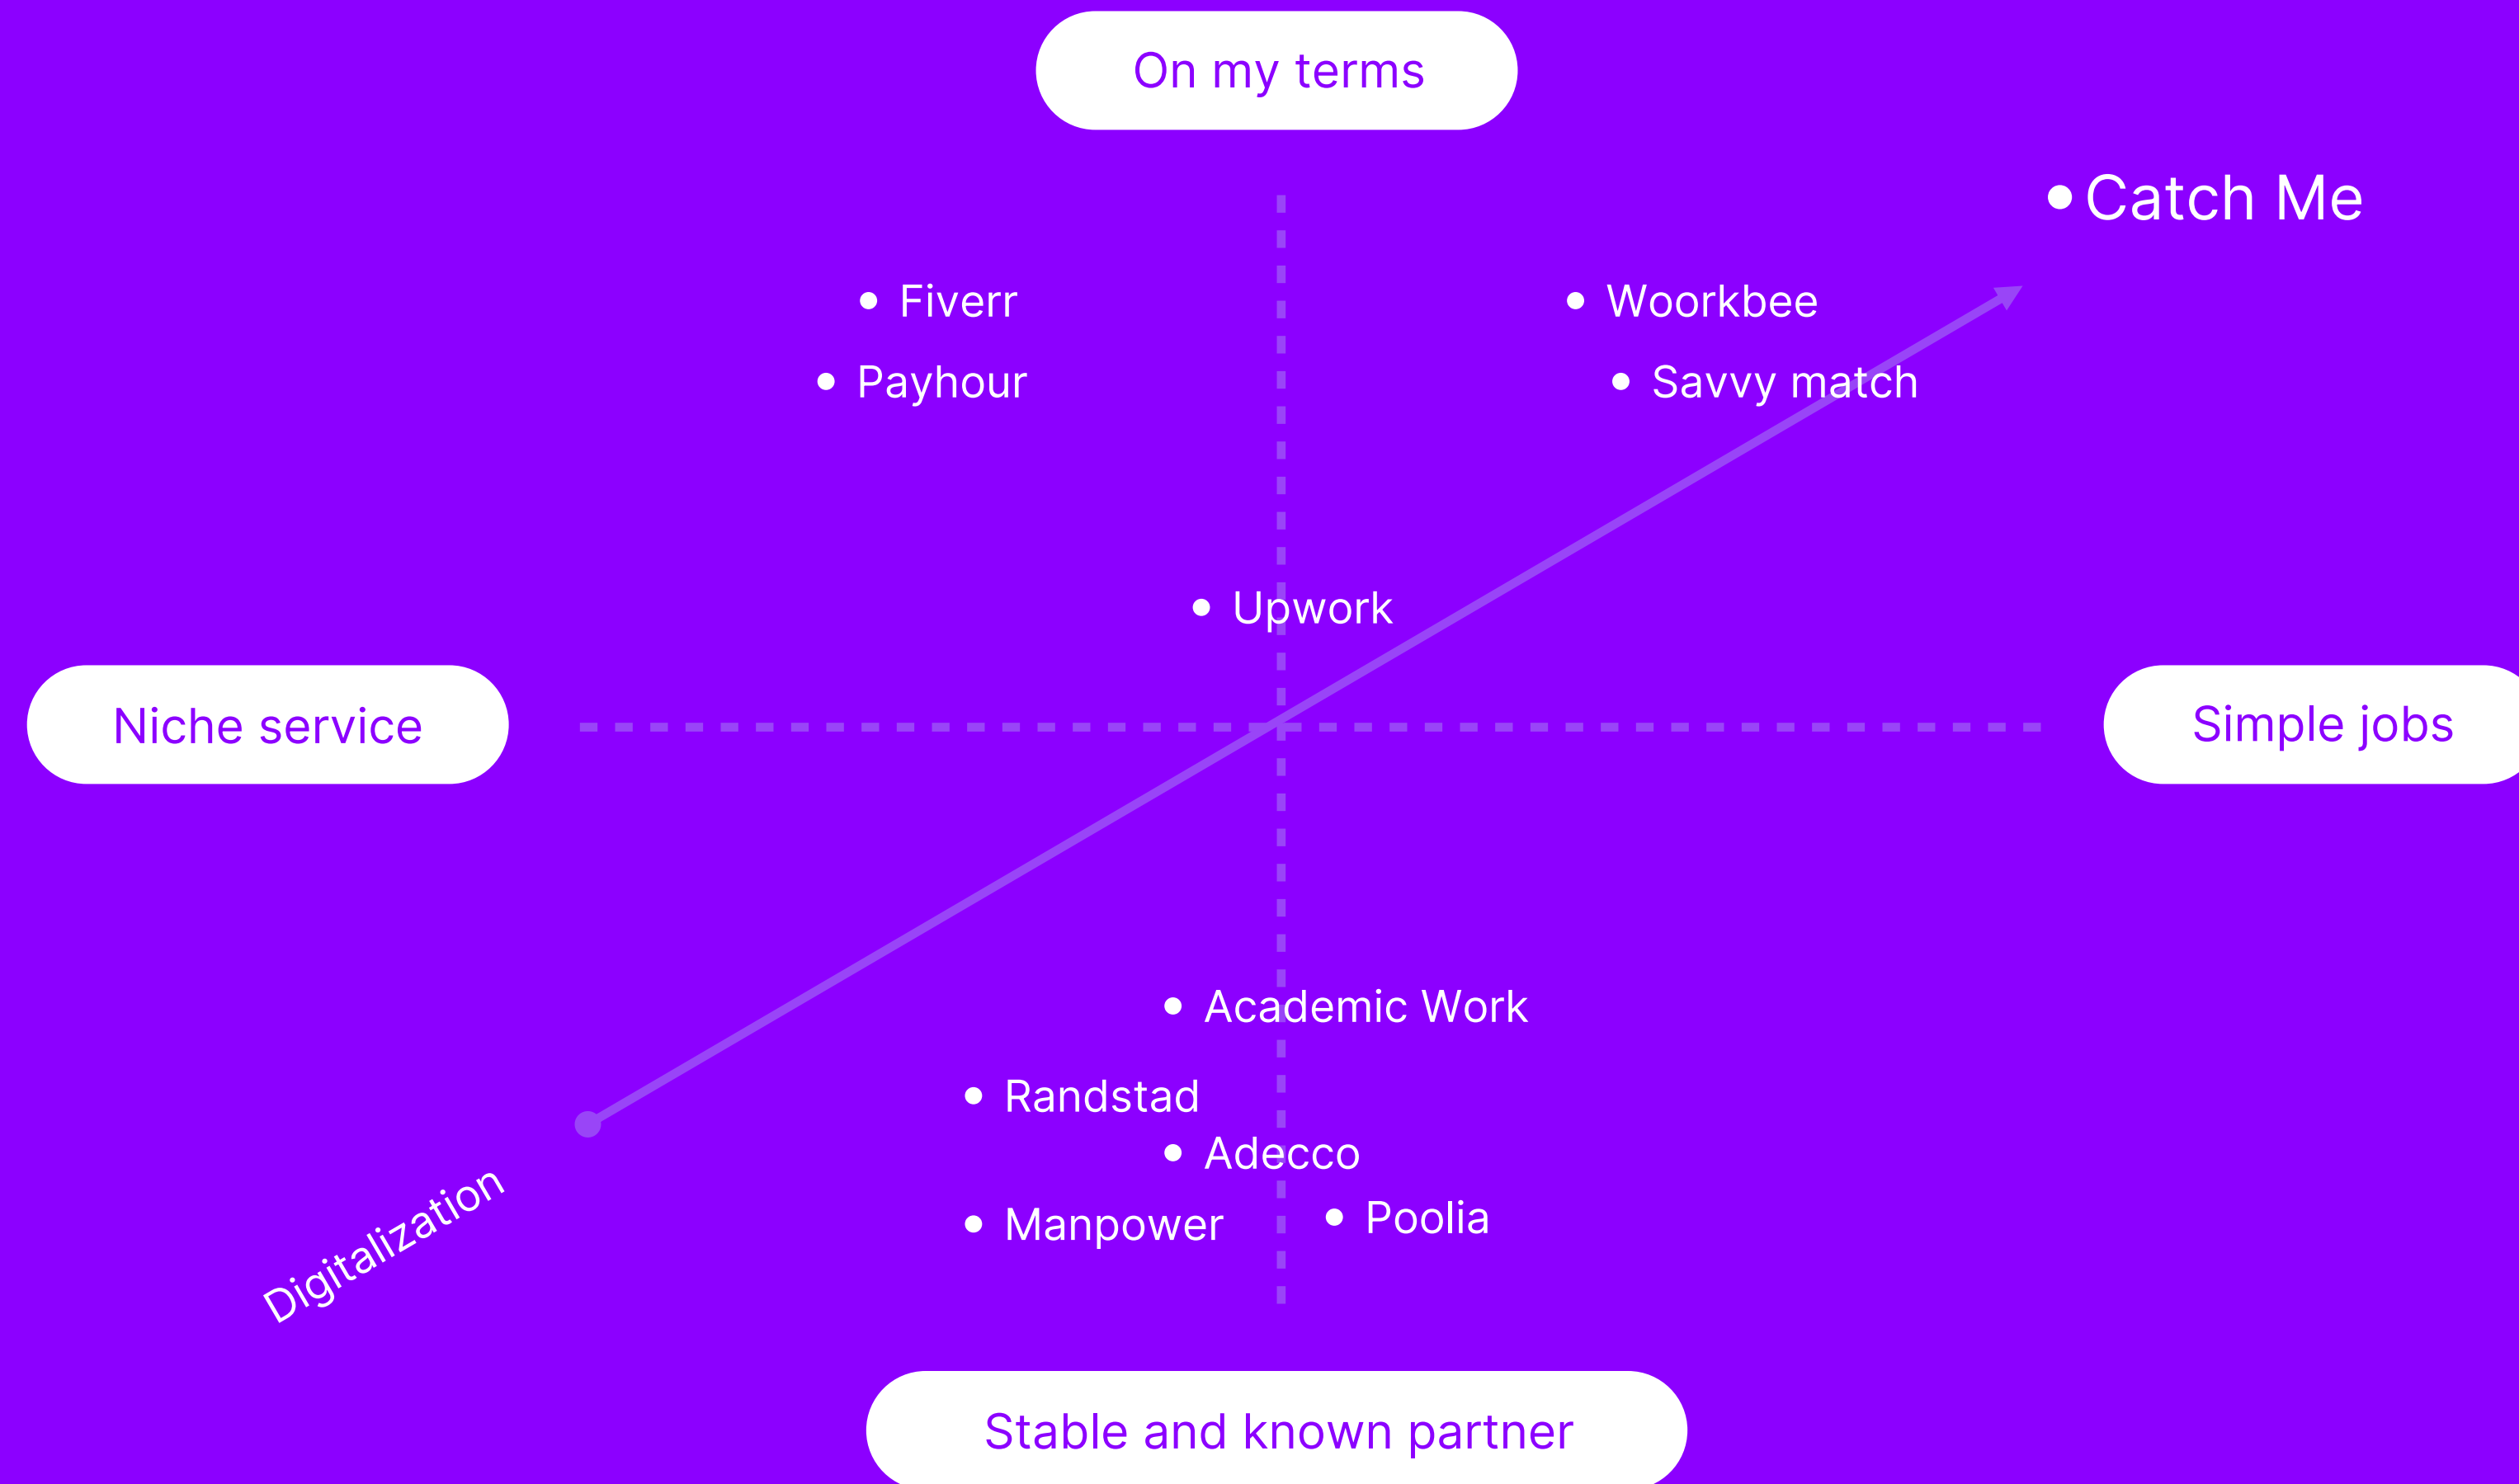 On my terms
Catch Me
Fiverr
Woorkbee
Payhour
Savvy match
Upwork
Niche service
Simple jobs
Academic Work
Randstad
Adecco
Manpower
Poolia
Digitalization
Stable and known partner